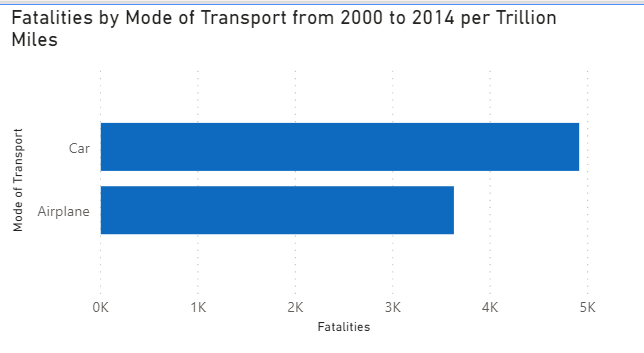 Fatalities by Mode of Transport from 2000 to 2014 per Trillion
Miles
Mode of Transport
Car
Airplane
0K 1K 2K 3K 4K 5K
Fatalities